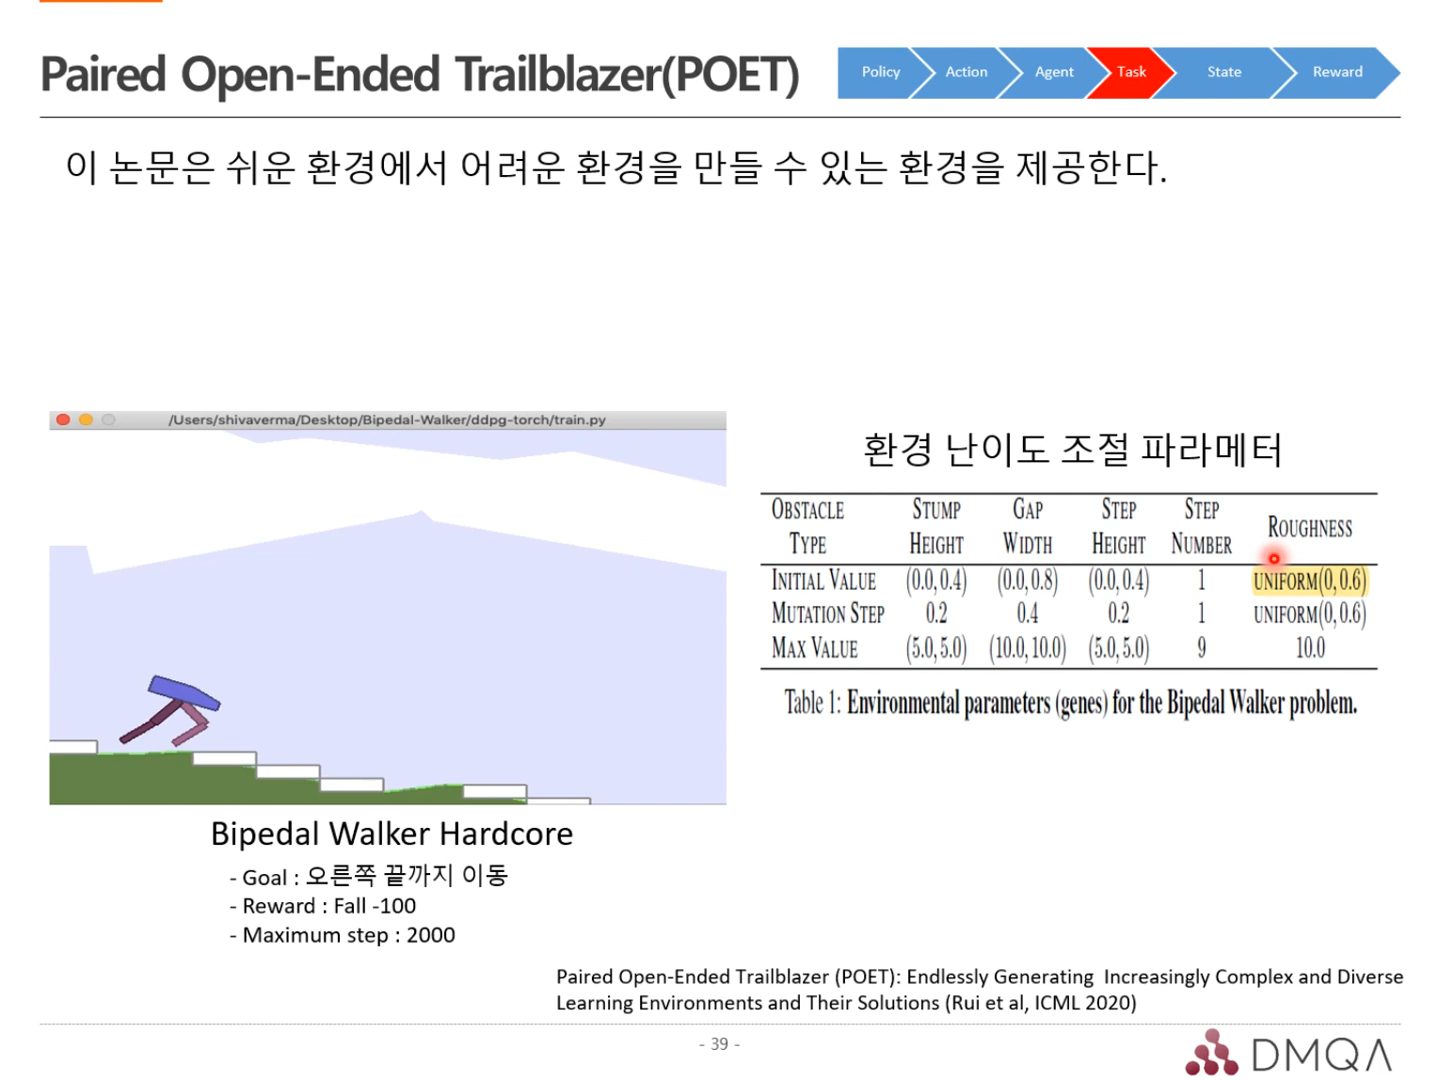 Paired Open-Ended Trailblazer(POET)
Policy Action Agent Task State Reward
이 논문은 쉬운 환경에서 어려운 환경을 만들 수 있는 환경을 제공한다.
/Users/shivaverma/Desktop/Bipedal-Walker/ddpg-torch/train.py
Bipedal Walker Hardcore
- Goal : 오른쪽 끝까지 이동
- Reward : Fall -100
- Maximum step : 2000
환경 난이도 조절 파라메터
OBSTACLE TYPE STUMP HEIGHT GAP WIDTH STEP HEIGHT STEP NUMBER ROUGHNESS
INITIAL VALUE (0.0,0.4) (0.0,0.8) (0.0,0.4) 1 UNIFORM(0,0.6)
MUTATION STEP 0.2 0.4 0.2 1 UNIFORM(0,0.6)
MAX VALUE (5.0,5.0) (10.0,10.0) (5.0,5.0) 9 10.0
Table 1: Environmental parameters (genes) for the Bipedal Walker problem.
Paired Open-Ended Trailblazer (POET): Endlessly Generating Increasingly Complex and Diverse
Learning Environments and Their Solutions (Rui et al, ICML 2020)
- 39 -
DMQA